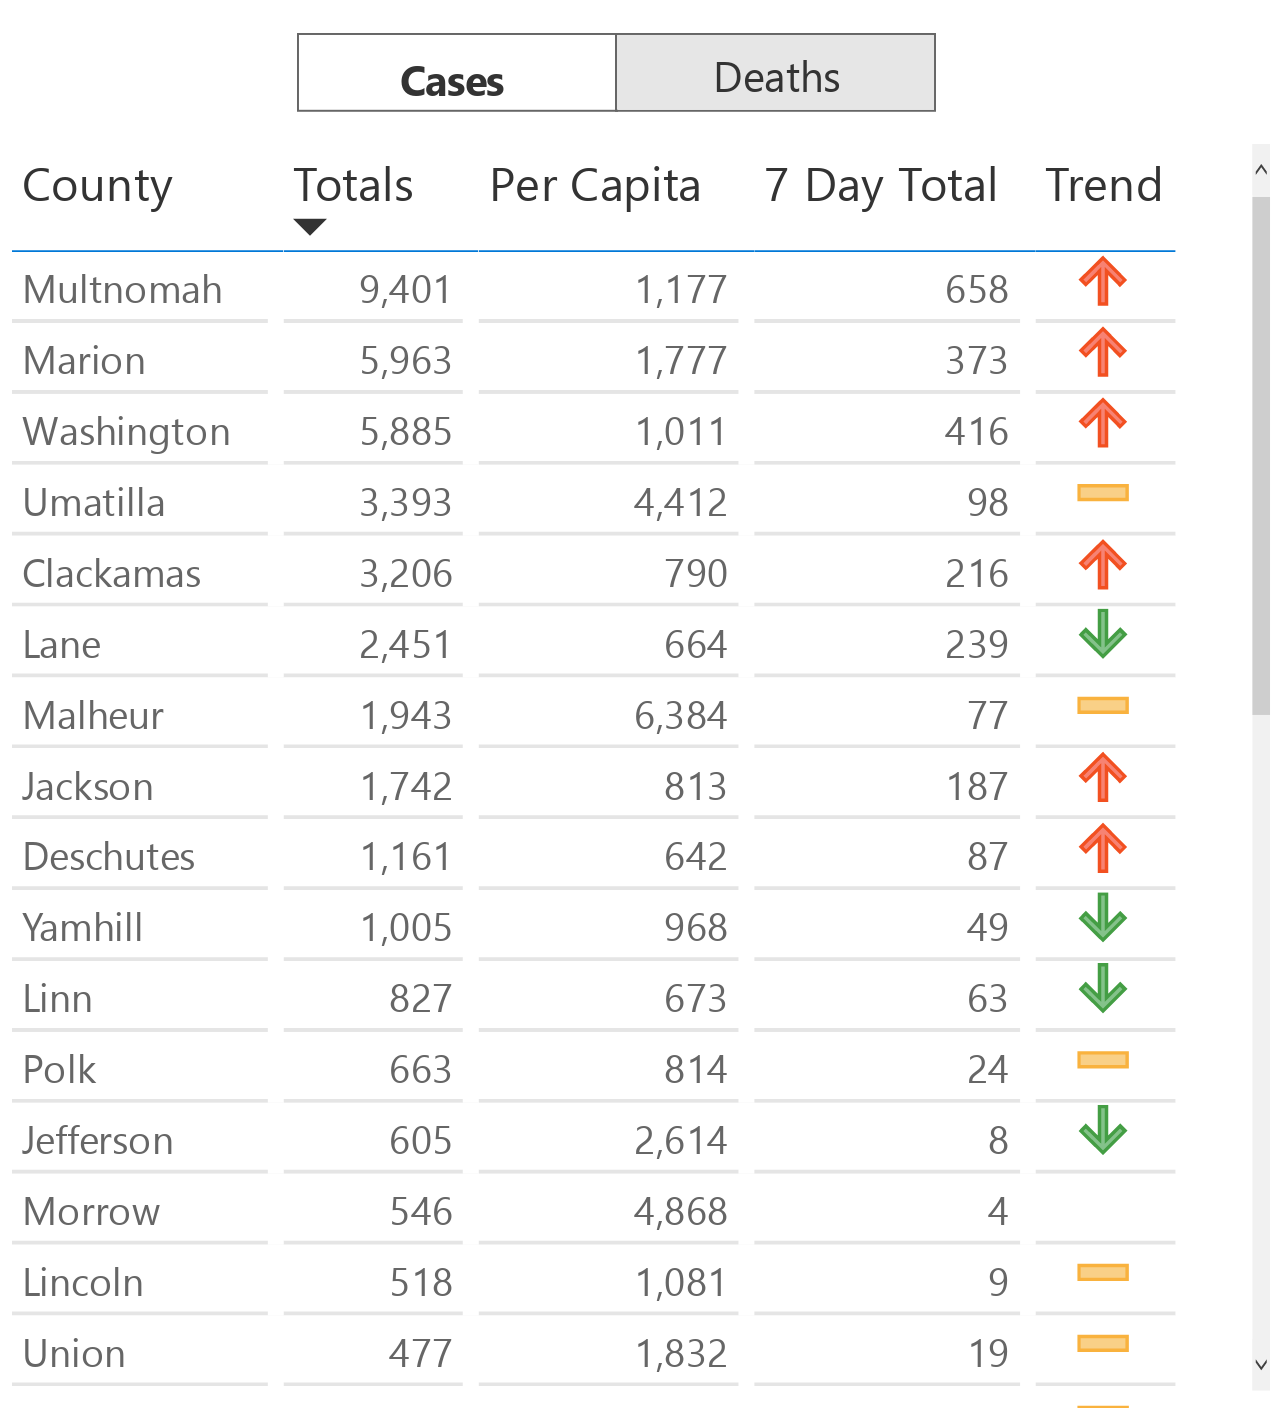 Cases Deaths
County Totals Per Capita 7 Day Total Trend
Multnomah 9,401 1,177 658
Marion 5,963 1,777 373
Washington 5,885 1,011 416
Umatilla 3,393 4,412 98
Clackamas 3,206 790 216
Lane 2,451 664 239
Malheur 1,943 6,384 77
Jackson 1,742 813 187
Deschutes 1,161 642 87
Yamhill 1,005 968 49
Linn 827 673 63
Polk 663 814 24
Jefferson 605 2,614 8
Morrow 546 4,868 4
Lincoln 518 1,081 9
Union 477 1,832 19